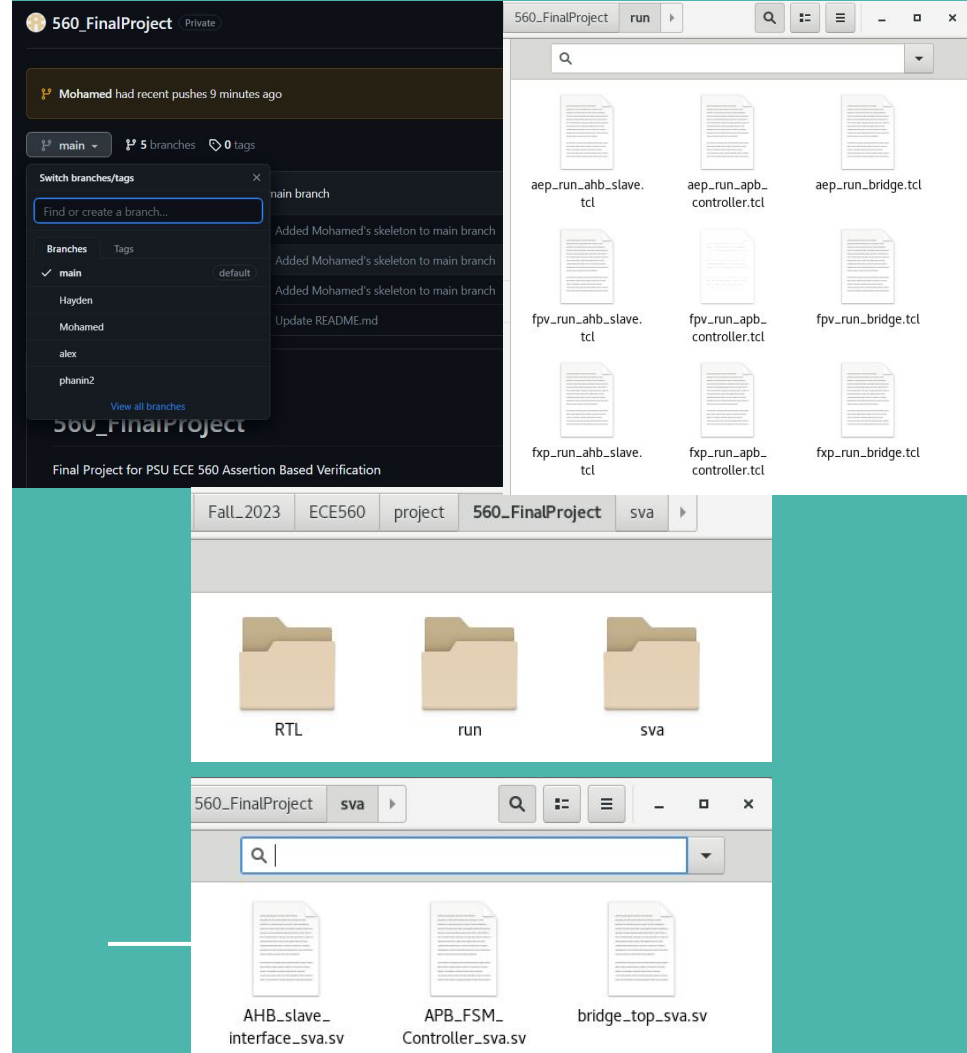 560_FinalProject Private
Mohamed had recent pushes 9 minutes ago
main 5 branches 0 tags
Switch branches/tags
Find or create a branch...
Branches Tags
main default
Hayden
Mohamed
alex
phanin2
View all branches
main branch
Added Mohamed's skeleton to main branch
Added Mohamed's skeleton to main branch
Added Mohamed's skeleton to main branch
Update README.md
560_FinalProject
Final Project for PSU ECE 560 Assertion Based Verification
560_FinalProject run
aep_run_ahb_slave.
tcl
aep_run_apb_
controller.tcl
aep_run_bridge.tcl
fpv_run_ahb_slave.
tcl
fpv_run_apb_
controller.tcl
fpv_run_bridge.tcl
fxp_run_ahb_slave.
tcl
fxp_run_apb_
controller.tcl
fxp_run_bridge.tcl
Fall_2023 ECE560 project 560_FinalProject sva
RTL
run
sva
560_FinalProject sva
AHB_slave_
interface_sva.sv
APB_FSM_
Controller_sva.sv
bridge_top_sva.sv